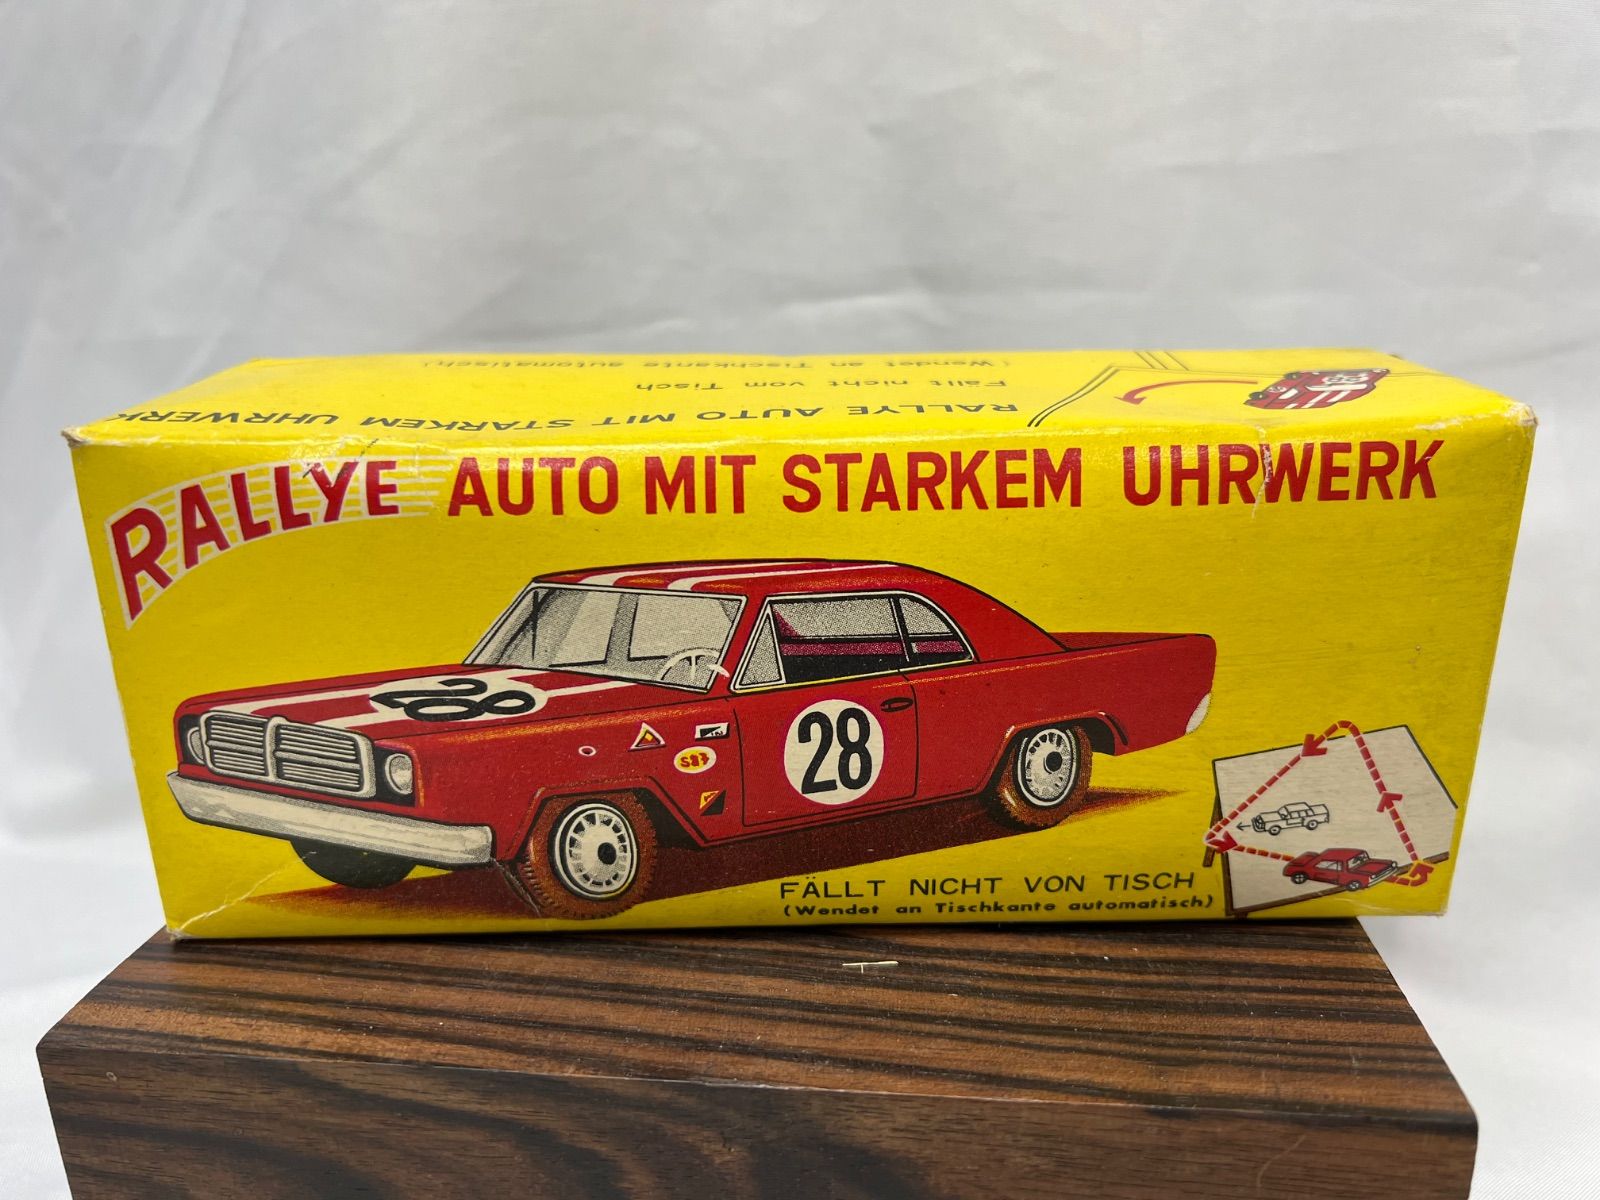 (Wendet an Tischkante automatisch)
Fällt nicht vom Tisch
RALLYE AUTO MIT STARKEM UHRWERK
RALLYE AUTO MIT STARKEM UHRWERK
28
28
FÄLLT NICHT VON TISCH
(Wendet an Tischkante automatisch)